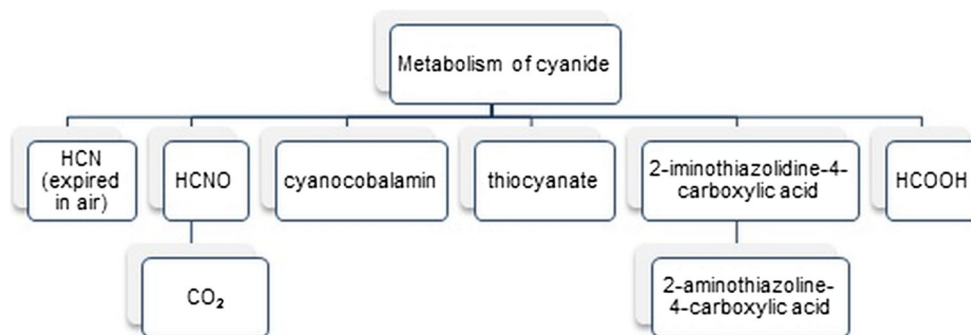 Metabolism of cyanide
HCN
(expired
in air)
HCNO
cyanocobalamin
thiocyanate
2-iminothiazolidine-4-
carboxylic acid
HCOOH
CO₂
2-aminothiazoline-
4-carboxylic acid